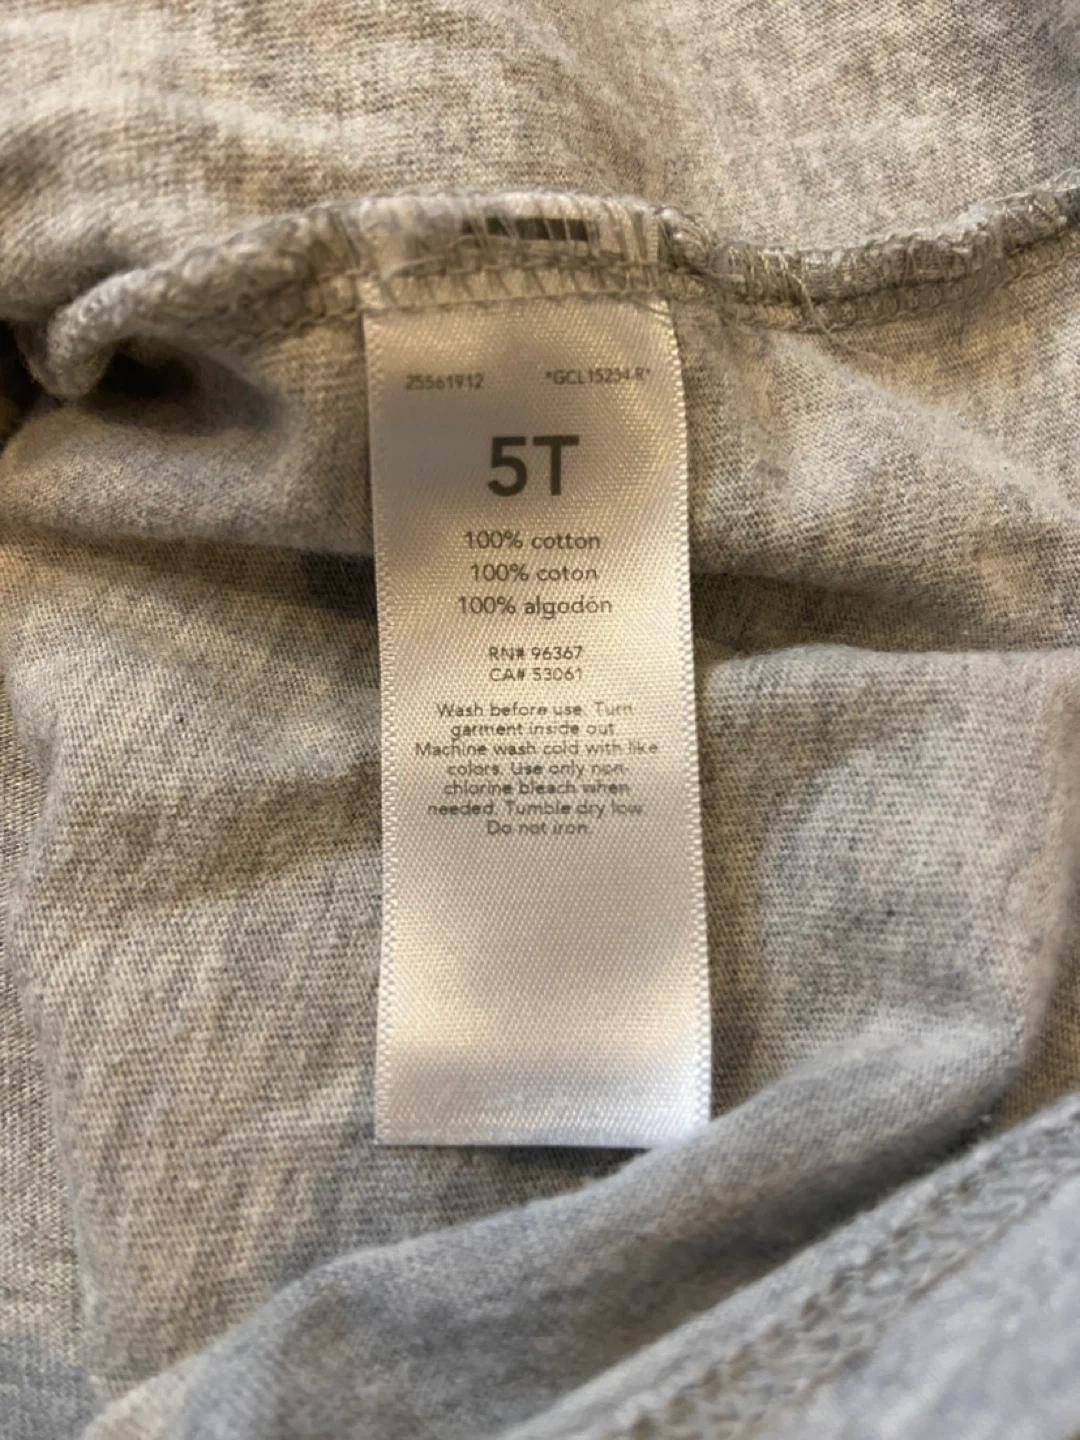 25561912 *GCL15234-R*
5T
100% cotton
100% coton
100% algodón
RN# 96367
CA# 53061
Wash before use. Turn
garment inside out.
Machine wash cold with like
colors. Use only non-
chlorine bleach when
needed. Tumble dry low.
Do not iron.